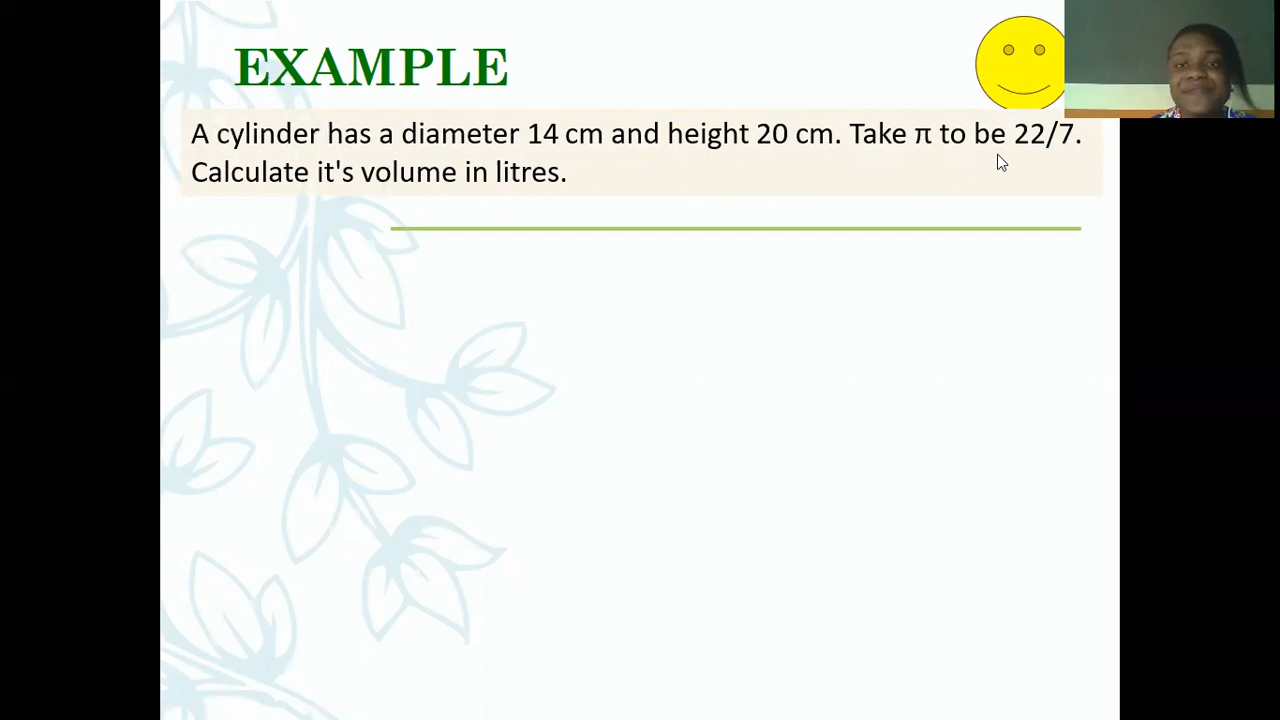 EXAMPLE
A cylinder has a diameter 14 cm and height 20 cm. Take π to be 22/7.
Calculate it's volume in litres.